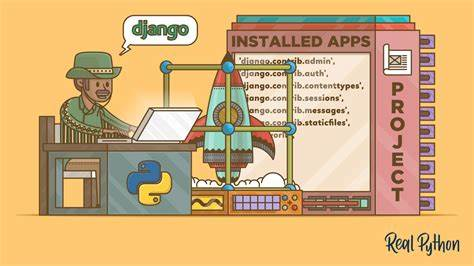 django
INSTALLED APPS
'django.contrib.admin',
'django.contrib.auth',
'django.contrib.contenttypes',
'django.contrib.sessions',
'django.contrib.messages',
'django.contrib.staticfiles',
PROJECT
Real Python